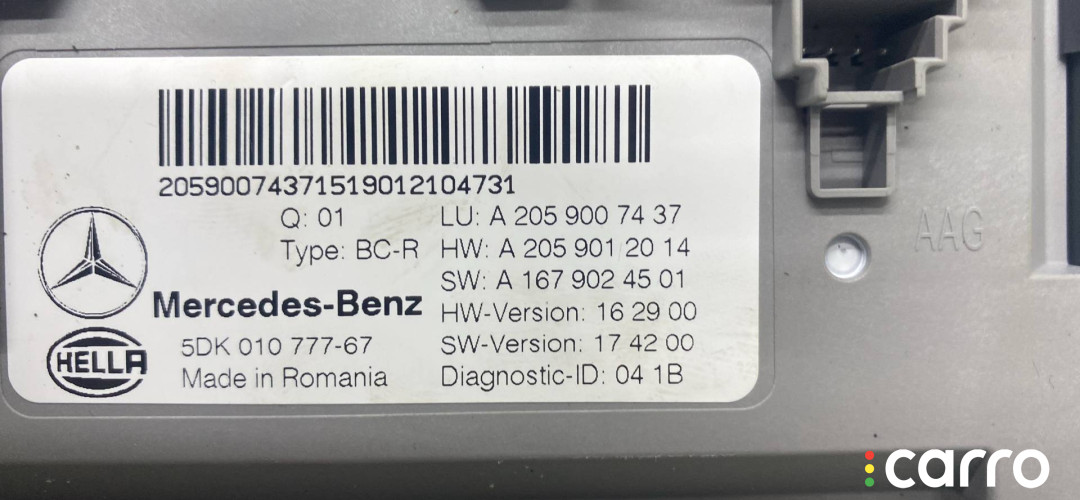 20590074371519012104731
Q: 01
LU: A 205 900 74 37
Type: BC-R
HW: A 205 901 20 14
SW: A 167 902 45 01
Mercedes-Benz
HW-Version: 16 29 00
HELLA
5DK 010 777-67
SW-Version: 17 42 00
Made in Romania
Diagnostic-ID: 04 1B
AAG
carro